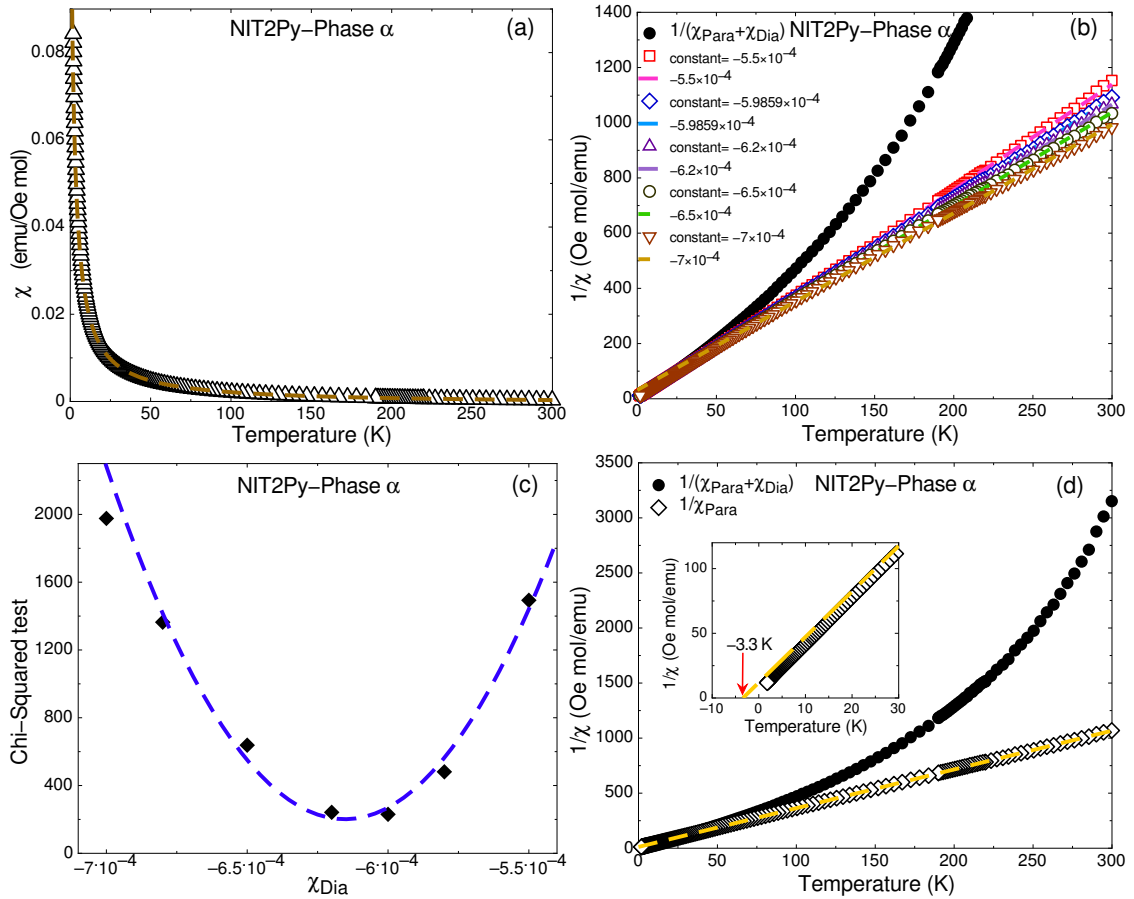 NIT2Py−Phase α
(a)
χ (emu/Oe mol)
0.08
0.06
0.04
0.02
0
0 50 100 150 200 250 300
Temperature (K)
NIT2Py−Phase α
(b)
1/(χPara+χDia)
constant= −5.5×10−4
−5.5×10−4
constant= −5.9859×10−4
−5.9859×10−4
constant= −6.2×10−4
−6.2×10−4
constant= −6.5×10−4
−6.5×10−4
constant= −7×10−4
−7×10−4
1/χ (Oe mol/emu)
1400
1200
1000
800
600
400
200
0
0 50 100 150 200 250 300
Temperature (K)
NIT2Py−Phase α
(c)
Chi−Squared test
2000
1600
1200
800
400
0
−7·10−4 −6.5·10−4 −6·10−4 −5.5·10−4
χDia
NIT2Py−Phase α
(d)
1/(χPara+χDia)
1/χPara
1/χ (Oe mol/emu)
3500
3000
2500
2000
1500
1000
500
0
0 50 100 150 200 250 300
Temperature (K)
1/χ (Oe mol/emu)
100
50
0
−3.3 K
−10 0 10 20 30
Temperature (K)